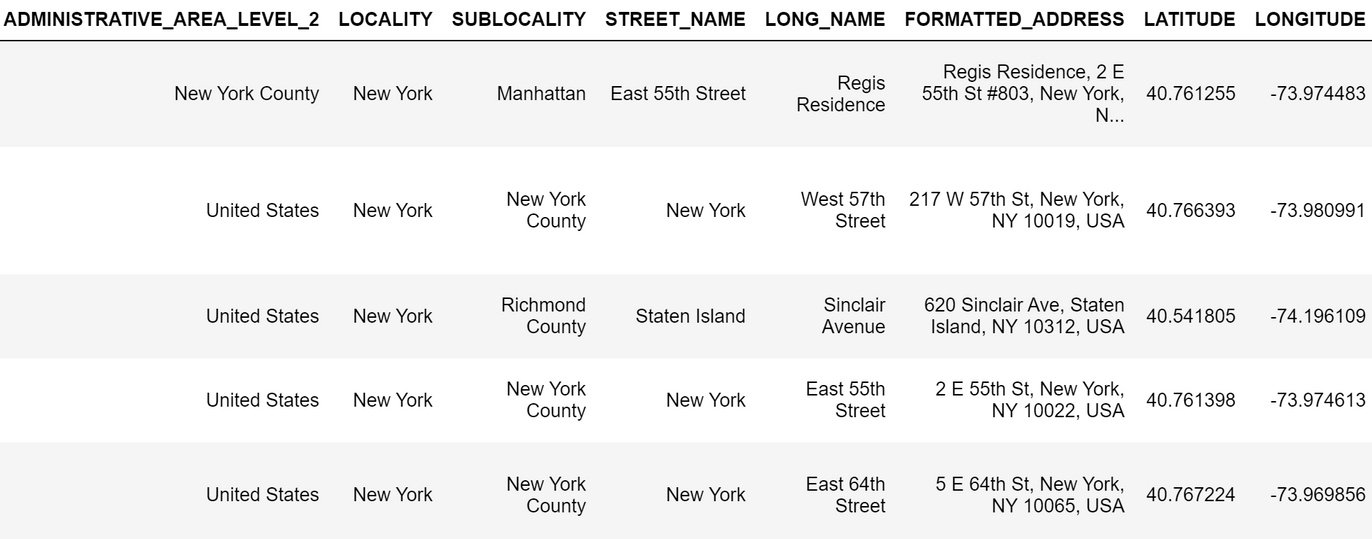 ADMINISTRATIVE_AREA_LEVEL_2 LOCALITY SUBLOCALITY STREET_NAME LONG_NAME FORMATTED_ADDRESS LATITUDE LONGITUDE
New York County New York Manhattan East 55th Street Regis Residence Regis Residence, 2 E 55th St #803, New York, N... 40.761255 -73.974483
United States New York New York County New York West 57th Street 217 W 57th St, New York, NY 10019, USA 40.766393 -73.980991
United States New York Richmond County Staten Island Sinclair Avenue 620 Sinclair Ave, Staten Island, NY 10312, USA 40.541805 -74.196109
United States New York New York County New York East 55th Street 2 E 55th St, New York, NY 10022, USA 40.761398 -73.974613
United States New York New York County New York East 64th Street 5 E 64th St, New York, NY 10065, USA 40.767224 -73.969856